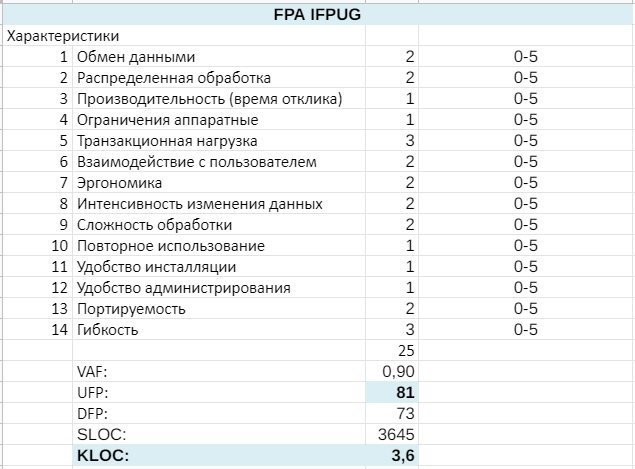 FPA IFPUG
Характеристики
1 Обмен данными 2 0-5
2 Распределенная обработка 2 0-5
3 Производительность (время отклика) 1 0-5
4 Ограничения аппаратные 1 0-5
5 Транзакционная нагрузка 3 0-5
6 Взаимодействие с пользователем 2 0-5
7 Эргономика 2 0-5
8 Интенсивность изменения данных 2 0-5
9 Сложность обработки 2 0-5
10 Повторное использование 1 0-5
11 Удобство инсталляции 1 0-5
12 Удобство администрирования 1 0-5
13 Портируемость 2 0-5
14 Гибкость 3 0-5
25
VAF: 0,90
UFP: 81
DFP: 73
SLOC: 3645
KLOC: 3,6